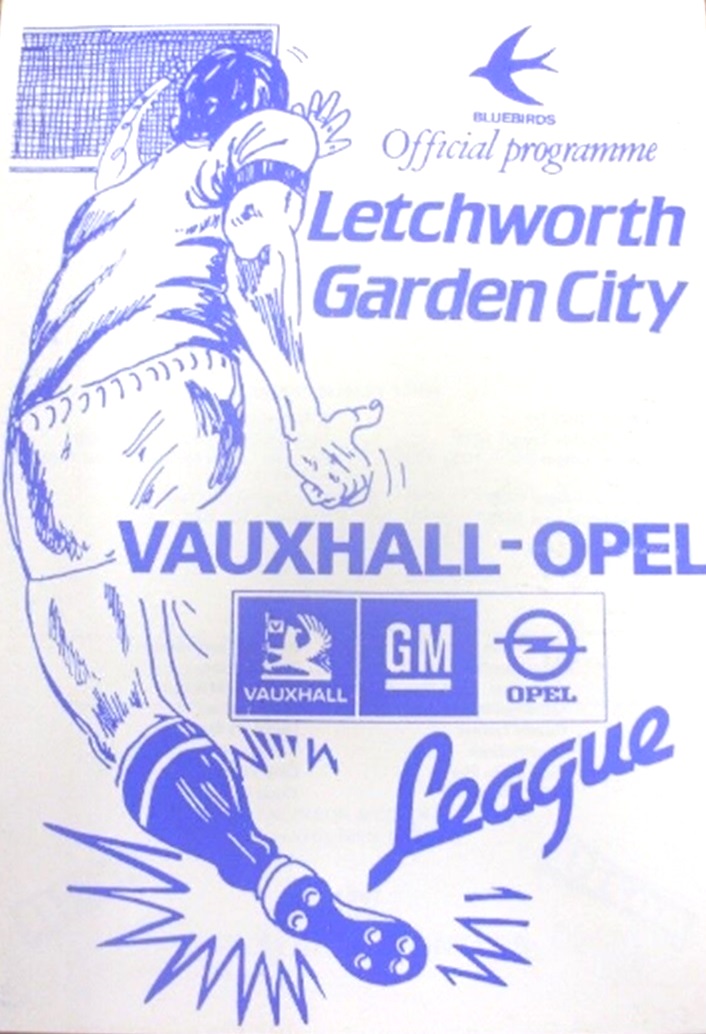 BLUEBIRDS
Official programme
Letchworth
Garden City
VAUXHALL-OPEL
VAUXHALL
GM
OPEL
League